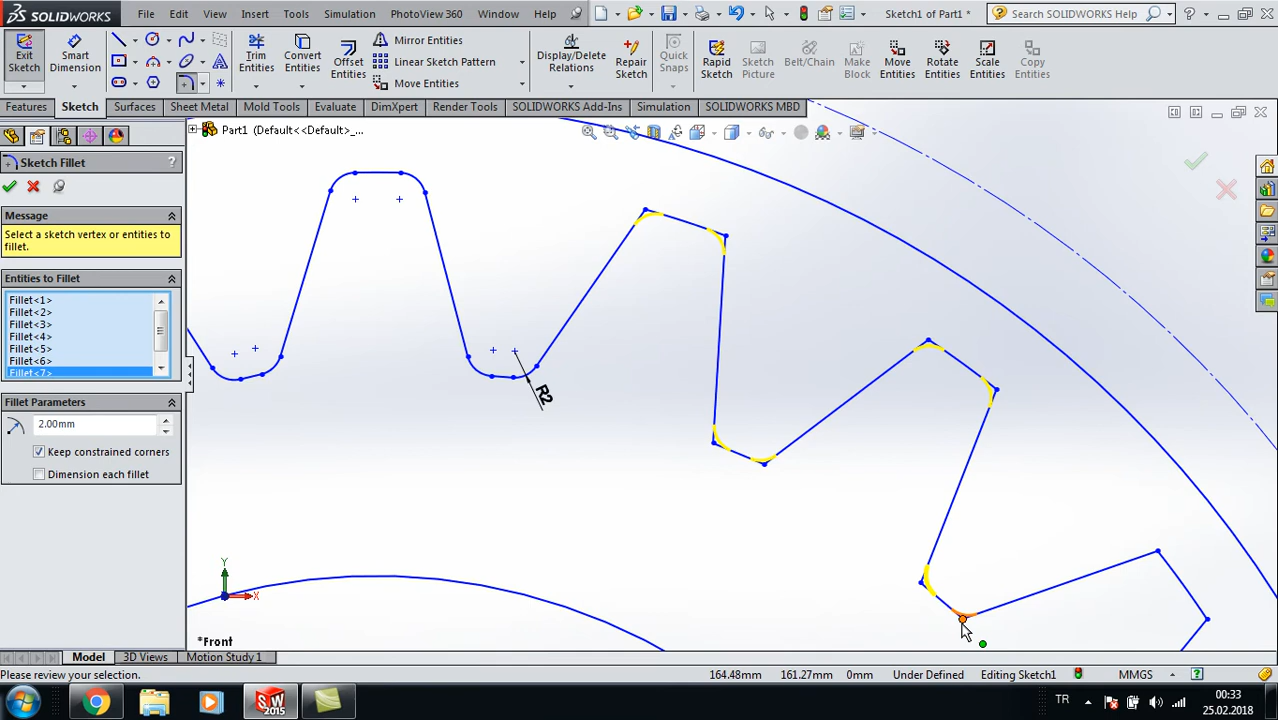 SOLIDWORKS File Edit View Insert Tools Simulation PhotoView 360 Window Help Sketch1 of Part1 * Search SOLIDWORKS Help
Exit Sketch
Smart Dimension
Trim Entities
Convert Entities
Offset Entities
Mirror Entities
Linear Sketch Pattern
Move Entities
Display/Delete Relations
Repair Sketch
Quick Snaps
Rapid Sketch
Sketch Picture
Belt/Chain
Make Block
Move Entities
Rotate Entities
Scale Entities
Copy Entities
Features Sketch Surfaces Sheet Metal Mold Tools Evaluate DimXpert Render Tools SOLIDWORKS Add-Ins Simulation SOLIDWORKS MBD
Part1 (Default<<Default>_...
Sketch Fillet ?
Message
Select a sketch vertex or entities to
fillet.
Entities to Fillet
Fillet<1>
Fillet<2>
Fillet<3>
Fillet<4>
Fillet<5>
Fillet<6>
Fillet<7>
Fillet Parameters
2.00mm
Keep constrained corners
Dimension each fillet
R2
Y
X
*Front
Model 3D Views Motion Study 1
Please review your selection. 164.48mm 161.27mm 0mm Under Defined Editing Sketch1 MMGS ?
SW 2015
TR
00:33
25.02.2018